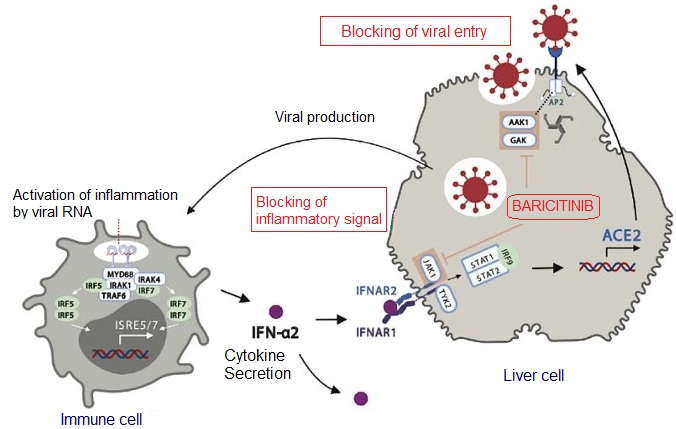 Blocking of viral entry
AP2
AAK1
GAK
Viral production
Activation of inflammation
by viral RNA
Blocking of
inflammatory signal
BARICITINIB
ACE2
MYD88
IRAK4
IRF5 IRAK1 IRF7
TRAF6
IRF5
IRF5
IRF7
IRF7
ISRE5/7
JAK1
TYK2
STAT1
STAT2
IRF9
IFNAR2
IFNAR1
IFN-α2
Cytokine
Secretion
Liver cell
Immune cell